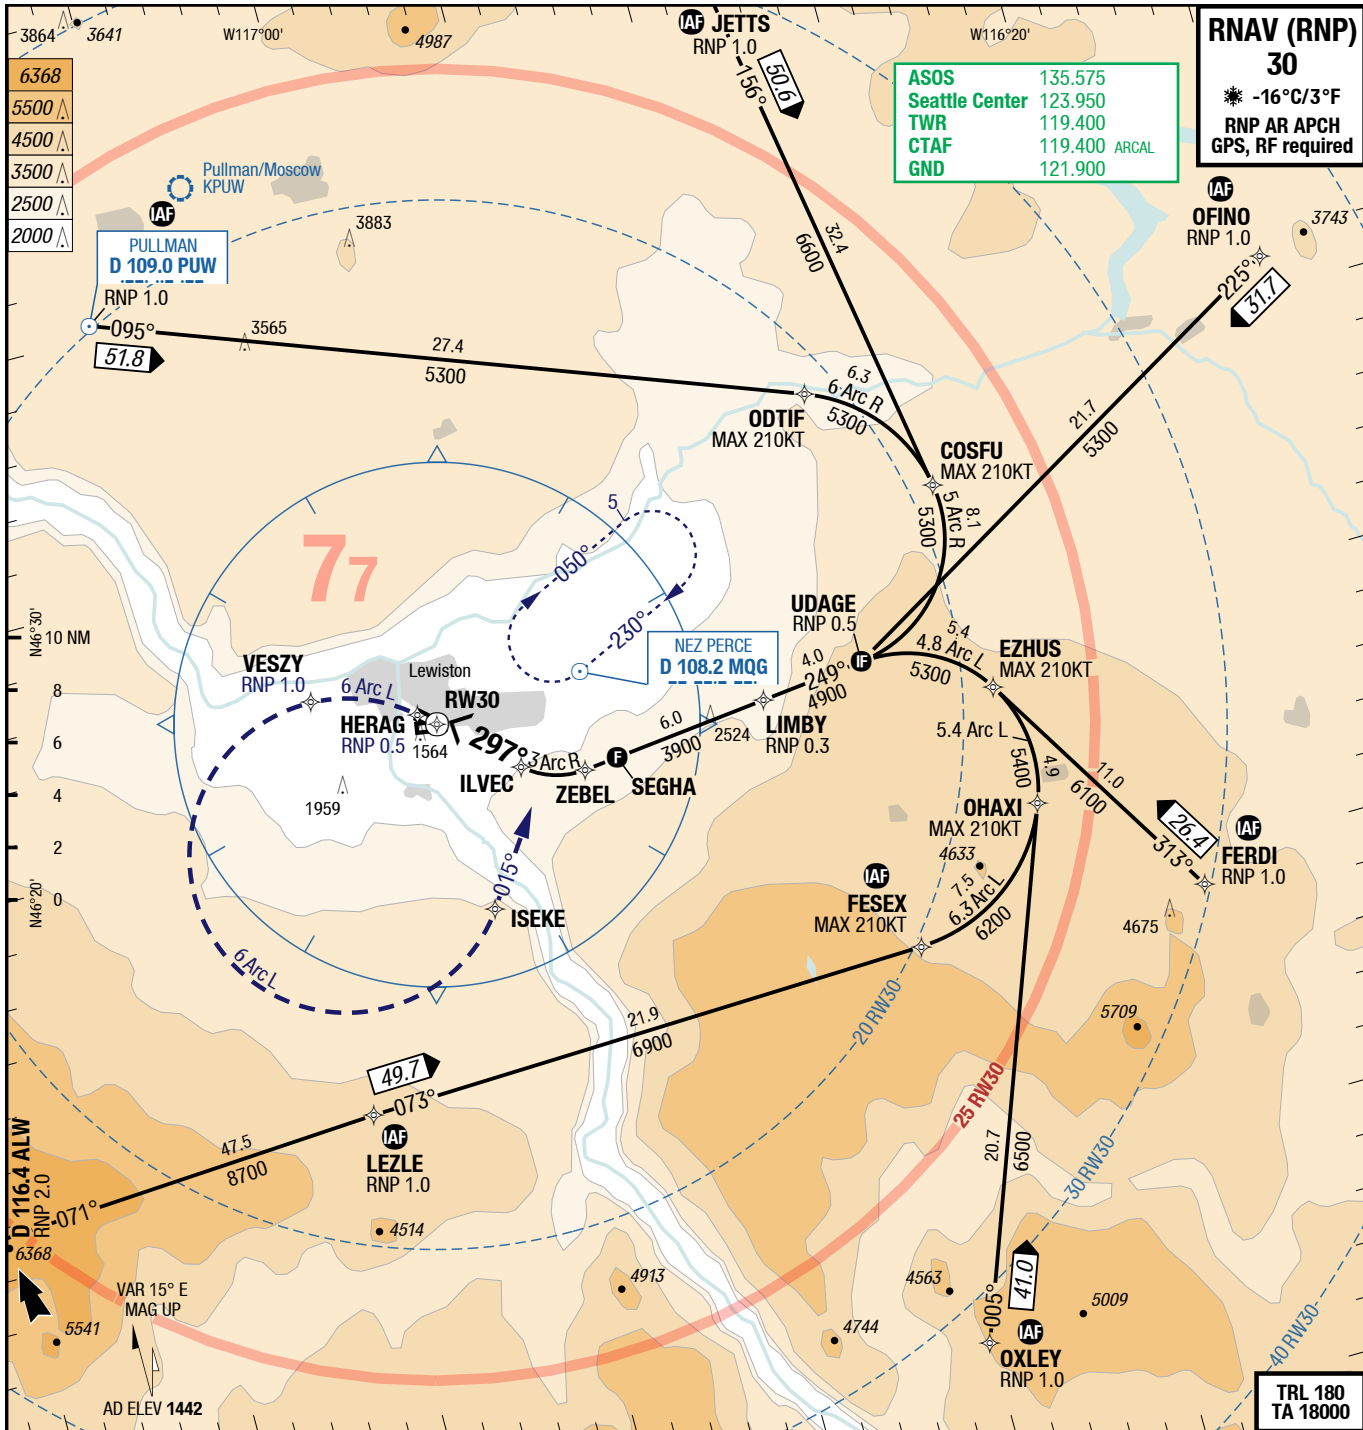 3864
3641
W117°00'
4987
IAF JETTS
RNP 1.0
156°
50.6
W116°20'
RNAV (RNP)
30
-16°C/3°F
RNP AR APCH
GPS, RF required
ASOS 135.575
Seattle Center 123.950
TWR 119.400
CTAF 119.400 ARCAL
GND 121.900
6368
5500
4500
3500
2500
2000
Pullman/Moscow
KPUW
IAF
PULLMAN
D 109.0 PUW
RNP 1.0
3883
095°
51.8
3565
27.4
5300
32.4
6600
IAF
OFINO
RNP 1.0
3743
225°
31.7
21.7
5300
6.3
6 Arc R
5300
ODTIF
MAX 210KT
COSFU
MAX 210KT
8.1
5 Arc R
5300
77
5
050°
230°
N46°30'
10 NM
8
6
4
2
0
N46°20'
UDAGE
RNP 0.5
IF
NEZ PERCE
D 108.2 MQG
5.4
4.8 Arc L
5300
EZHUS
MAX 210KT
VESZY
RNP 1.0
6 Arc L
Lewiston
RW30
HERAG
RNP 0.5
1564
297°
3 Arc R
ILVEC
ZEBEL
F
SEGHA
6.0
3900
2524
4.0
249°
4900
LIMBY
RNP 0.3
5.4 Arc L
5400
4.9
11.0
6100
1959
OHAXI
MAX 210KT
26.4
313°
IAF
FERDI
RNP 1.0
4633
7.5
6.3 Arc L
6200
IAF
FESEX
MAX 210KT
4675
015°
ISEKE
6 Arc L
20 RW30
5709
21.9
6900
49.7
073°
25 RW30
IAF
LEZLE
RNP 1.0
47.5
8700
D 116.4 ALW
RNP 2.0
071°
6368
4514
20.7
6500
30 RW30
VAR 15° E
MAG UP
5541
4913
4563
41.0
005°
5009
4744
IAF
OXLEY
RNP 1.0
40 RW30
AD ELEV 1442
TRL 180
TA 18000